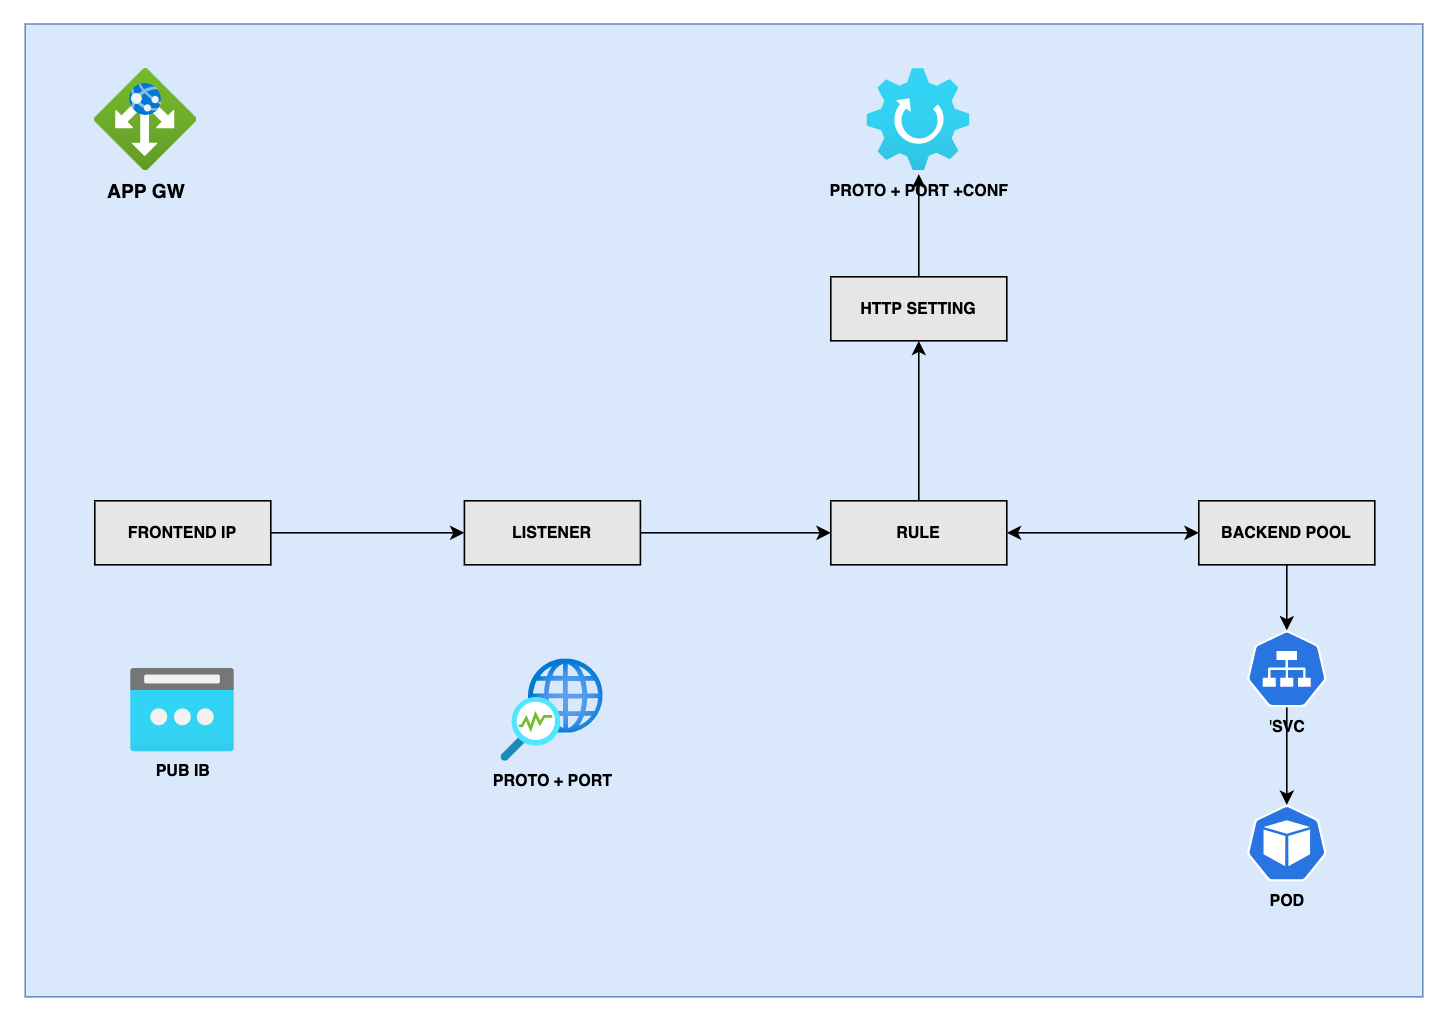 APP GW
PROTO + PORT +CONF
HTTP SETTING
FRONTEND IP
LISTENER
RULE
BACKEND POOL
PUB IB
PROTO + PORT
'SVC
POD